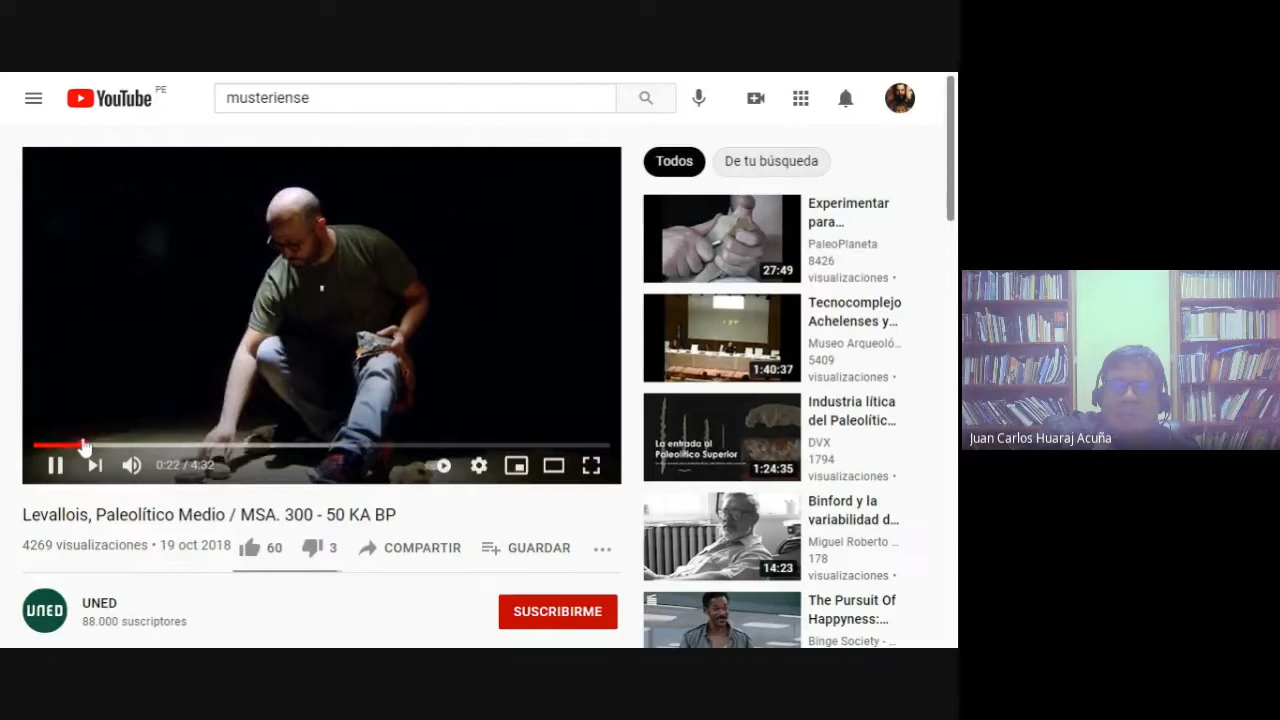 YouTube PE
musteriense
Todos
De tu búsqueda
Experimentar
para...
PaleoPlaneta
8426
visualizaciones •
27:49
Tecnocomplejo
Achelenses y...
Museo Arqueoló...
5409
visualizaciones •
1:40:37
Industria lítica
del Paleolític...
DVX
1794
visualizaciones •
La entrada al
Paleolítico Superior
1:24:35
Binford y la
variabilidad d...
Miguel Roberto ...
178
visualizaciones •
14:23
The Pursuit Of
Happyness:...
Binge Society - ...
0:22 / 4:32
Levallois, Paleolítico Medio / MSA. 300 - 50 KA BP
4269 visualizaciones • 19 oct 2018
60
3
COMPARTIR
GUARDAR
UNED
UNED
88.000 suscriptores
SUSCRIBIRME
Juan Carlos Huaraj Acuña